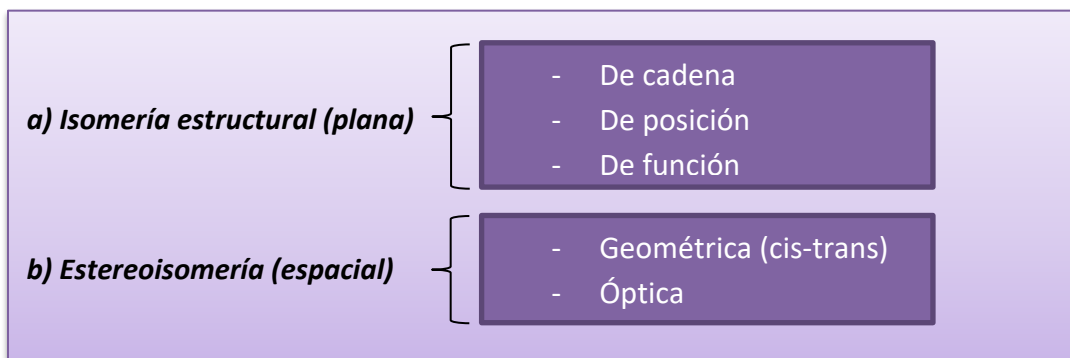 a) Isomería estructural (plana)
- De cadena
- De posición
- De función
b) Estereoisomería (espacial)
- Geométrica (cis-trans)
- Óptica